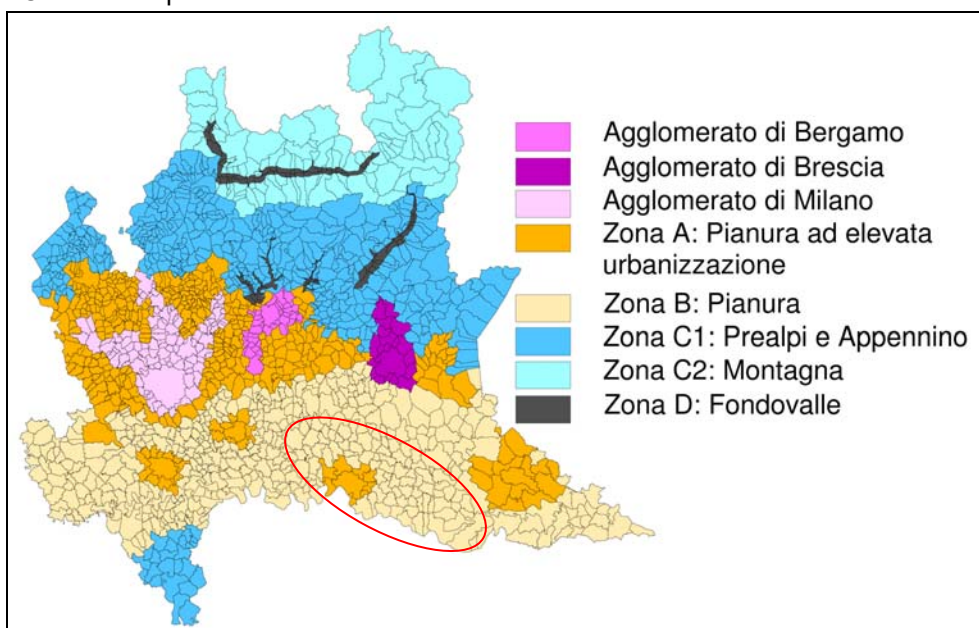 Agglomerato di Bergamo
Agglomerato di Brescia
Agglomerato di Milano
Zona A: Pianura ad elevata
urbanizzazione
Zona B: Pianura
Zona C1: Prealpi e Appennino
Zona C2: Montagna
Zona D: Fondovalle